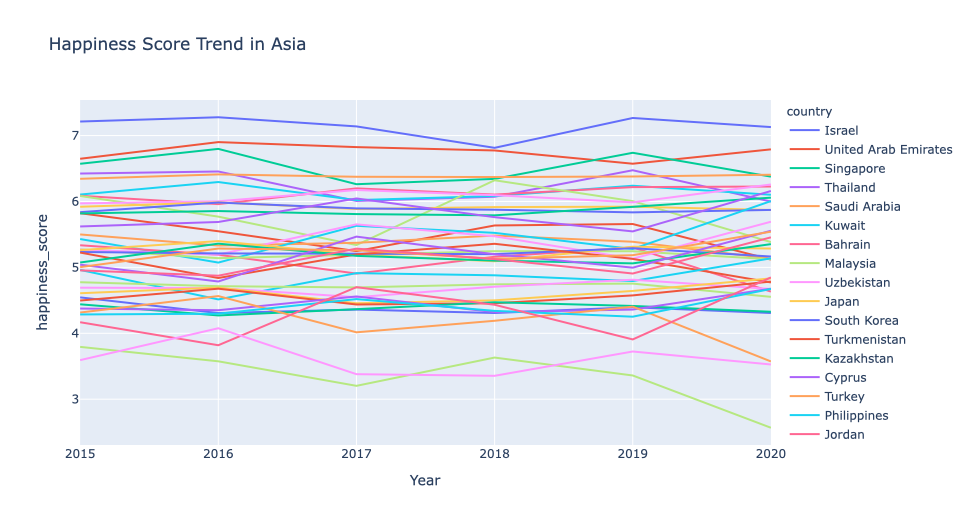 Happiness Score Trend in Asia
country
Israel
United Arab Emirates
Singapore
Thailand
Saudi Arabia
Kuwait
Bahrain
Malaysia
Uzbekistan
Japan
South Korea
Turkmenistan
Kazakhstan
Cyprus
Turkey
Philippines
Jordan
happiness_score
7
6
5
4
3
2015 2016 2017 2018 2019 2020
Year